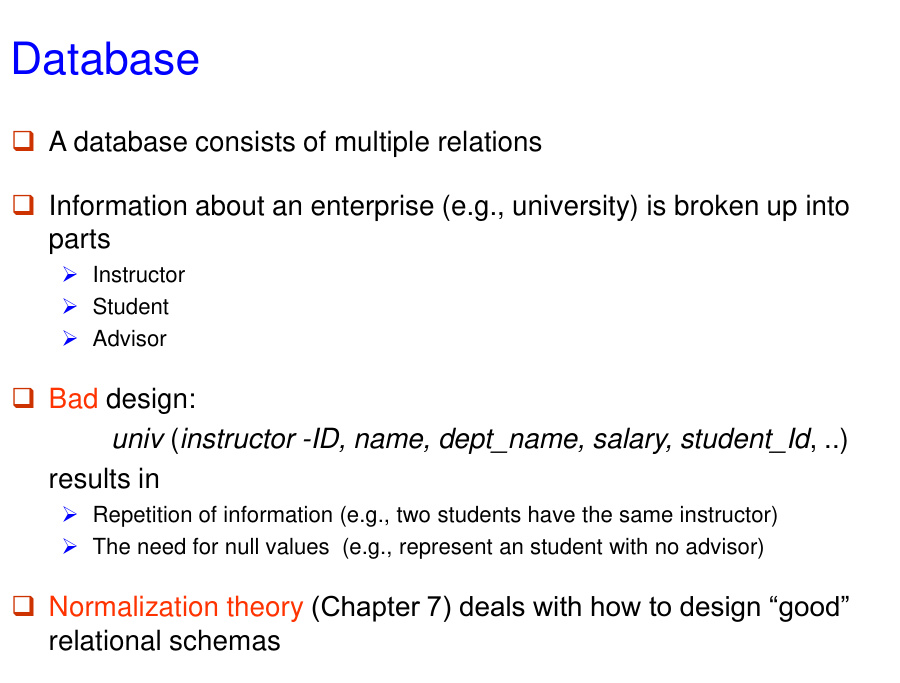 Database
A database consists of multiple relations
Information about an enterprise (e.g., university) is broken up into
parts
Instructor
Student
Advisor
Bad design:
univ (instructor -ID, name, dept_name, salary, student_Id, ..)
results in
Repetition of information (e.g., two students have the same instructor)
The need for null values  (e.g., represent an student with no advisor)
Normalization theory (Chapter 7) deals with how to design “good”
relational schemas